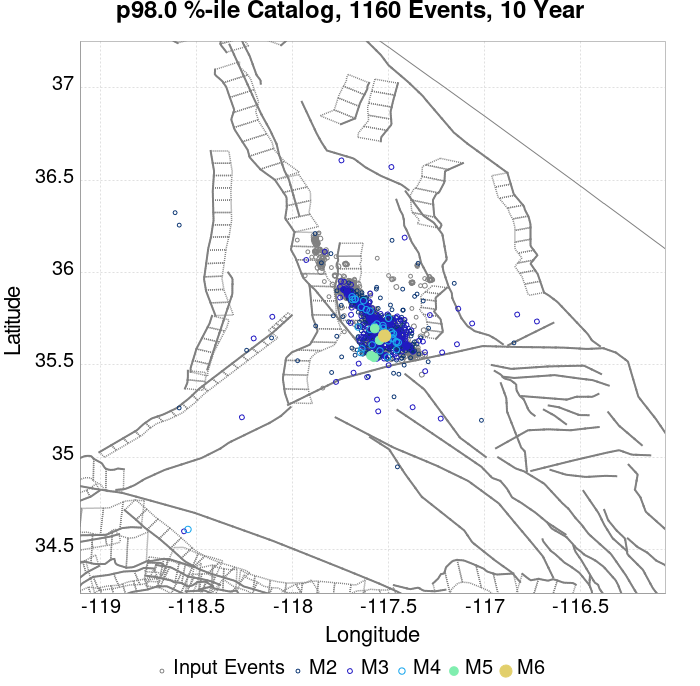 p98.0 %-ile Catalog, 1160 Events, 10 Year
Latitude
37
36.5
36
35.5
35
34.5
-119 -118.5 -118 -117.5 -117 -116.5
Longitude
Input Events M2 M3 M4 M5 M6